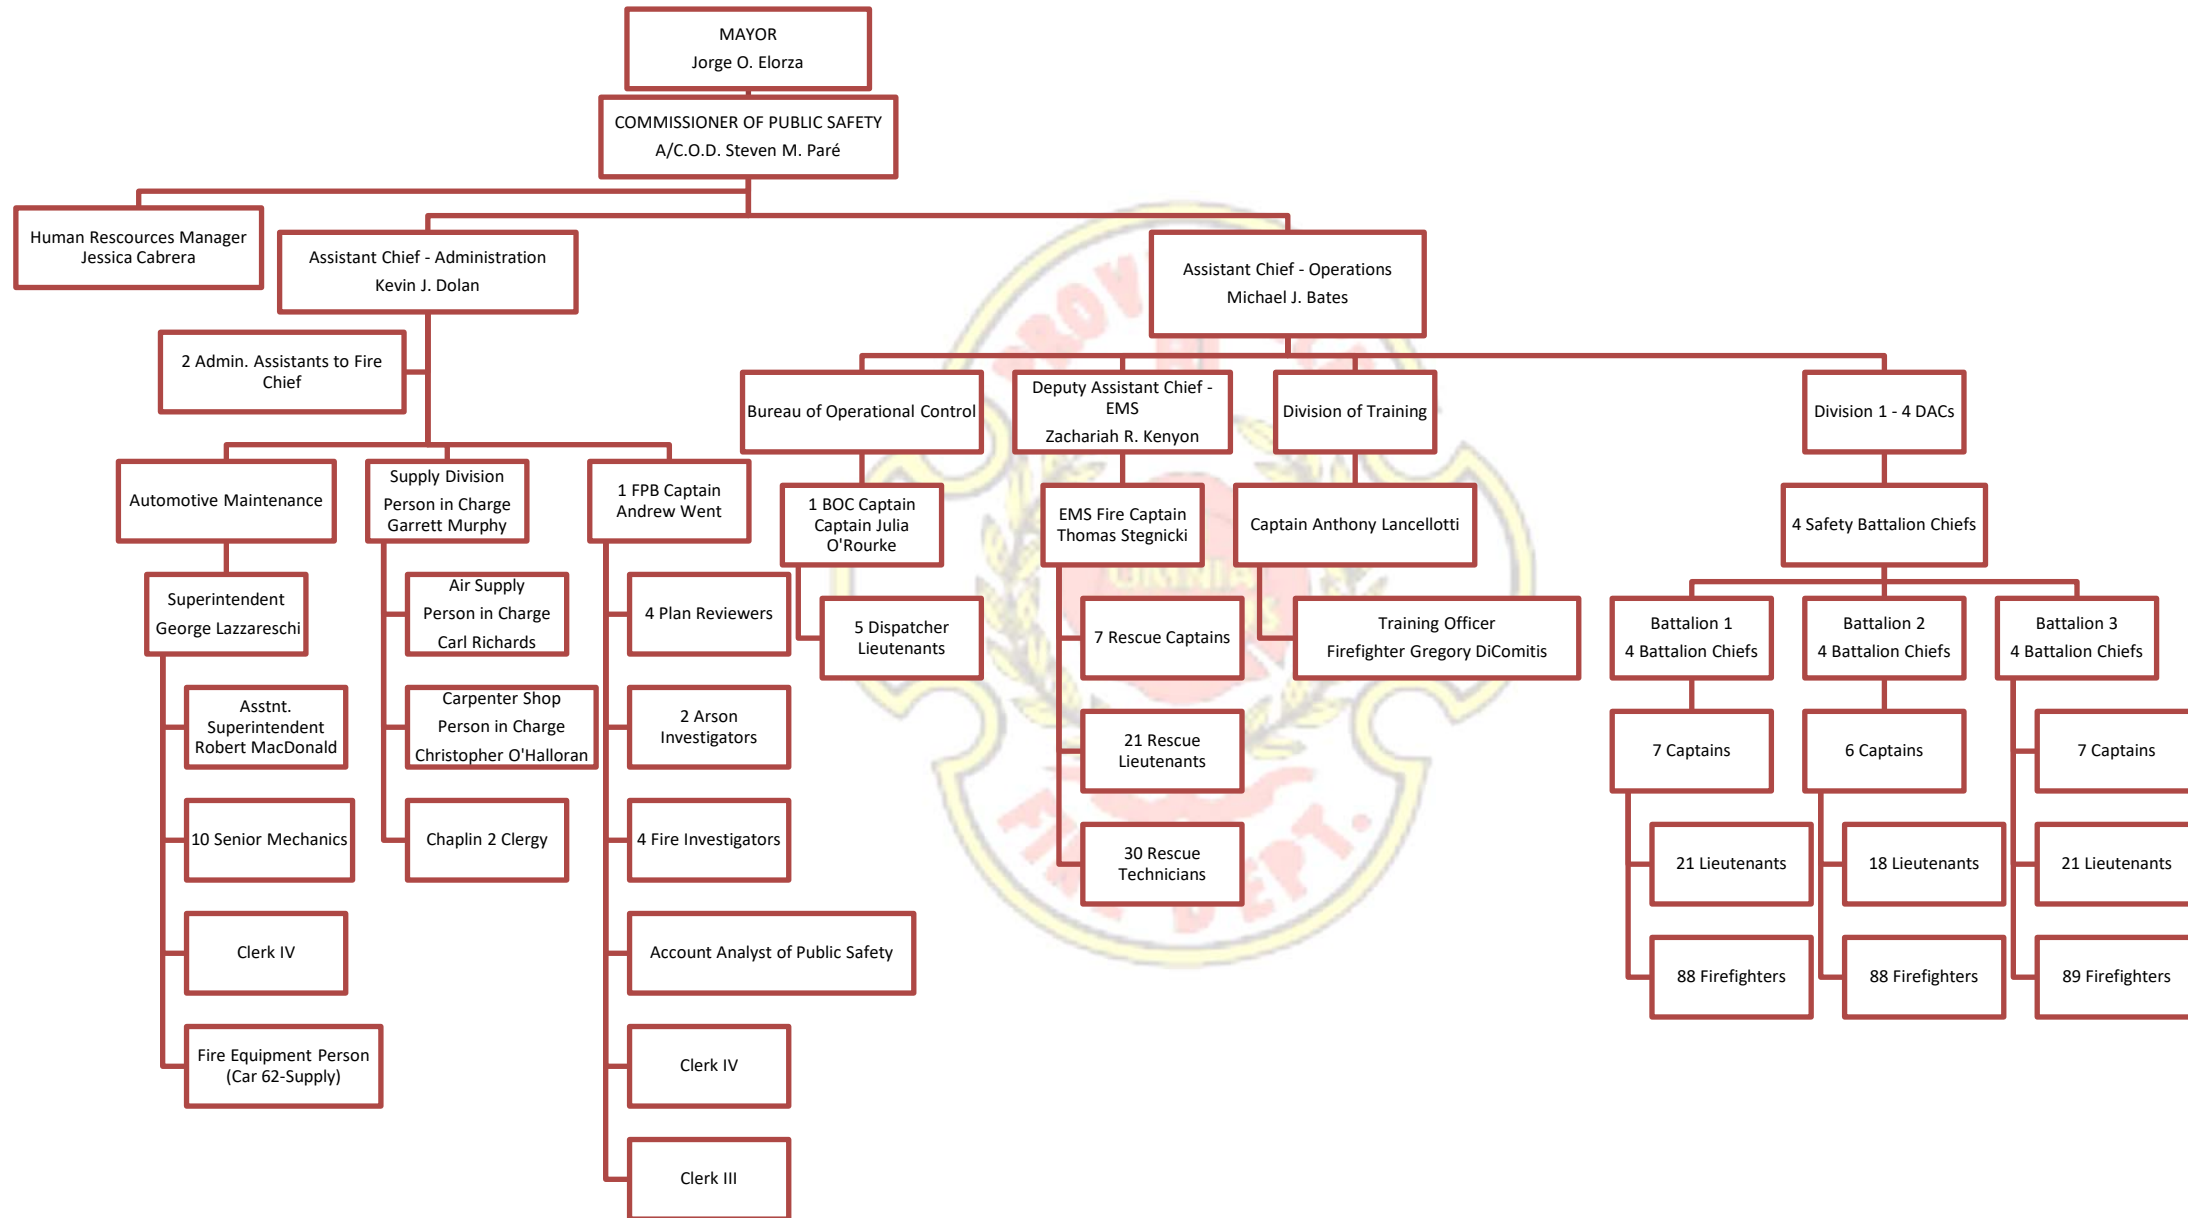 MAYOR
Jorge O. Elorza
COMMISSIONER OF PUBLIC SAFETY
A/C.O.D. Steven M. Paré
Human Rescources Manager
Jessica Cabrera
Assistant Chief - Administration
Kevin J. Dolan
Assistant Chief - Operations
Michael J. Bates
2 Admin. Assistants to Fire
Chief
Automotive Maintenance
Superintendent
George Lazzareschi
Asstnt.
Superintendent
Robert MacDonald
10 Senior Mechanics
Clerk IV
Fire Equipment Person
(Car 62-Supply)
Supply Division
Person in Charge
Garrett Murphy
Air Supply
Person in Charge
Carl Richards
Carpenter Shop
Person in Charge
Christopher O'Halloran
Chaplin 2 Clergy
1 FPB Captain
Andrew Went
4 Plan Reviewers
2 Arson
Investigators
4 Fire Investigators
Account Analyst of Public Safety
Clerk IV
Clerk III
Bureau of Operational Control
1 BOC Captain
Captain Julia
O'Rourke
5 Dispatcher
Lieutenants
Deputy Assistant Chief -
EMS
Zachariah R. Kenyon
EMS Fire Captain
Thomas Stegnicki
7 Rescue Captains
21 Rescue
Lieutenants
30 Rescue
Technicians
Division of Training
Captain Anthony Lancellotti
Training Officer
Firefighter Gregory DiComitis
Division 1 - 4 DACs
4 Safety Battalion Chiefs
Battalion 1
4 Battalion Chiefs
7 Captains
21 Lieutenants
88 Firefighters
Battalion 2
4 Battalion Chiefs
6 Captains
18 Lieutenants
88 Firefighters
Battalion 3
4 Battalion Chiefs
7 Captains
21 Lieutenants
89 Firefighters
OMNIA
DEPT.